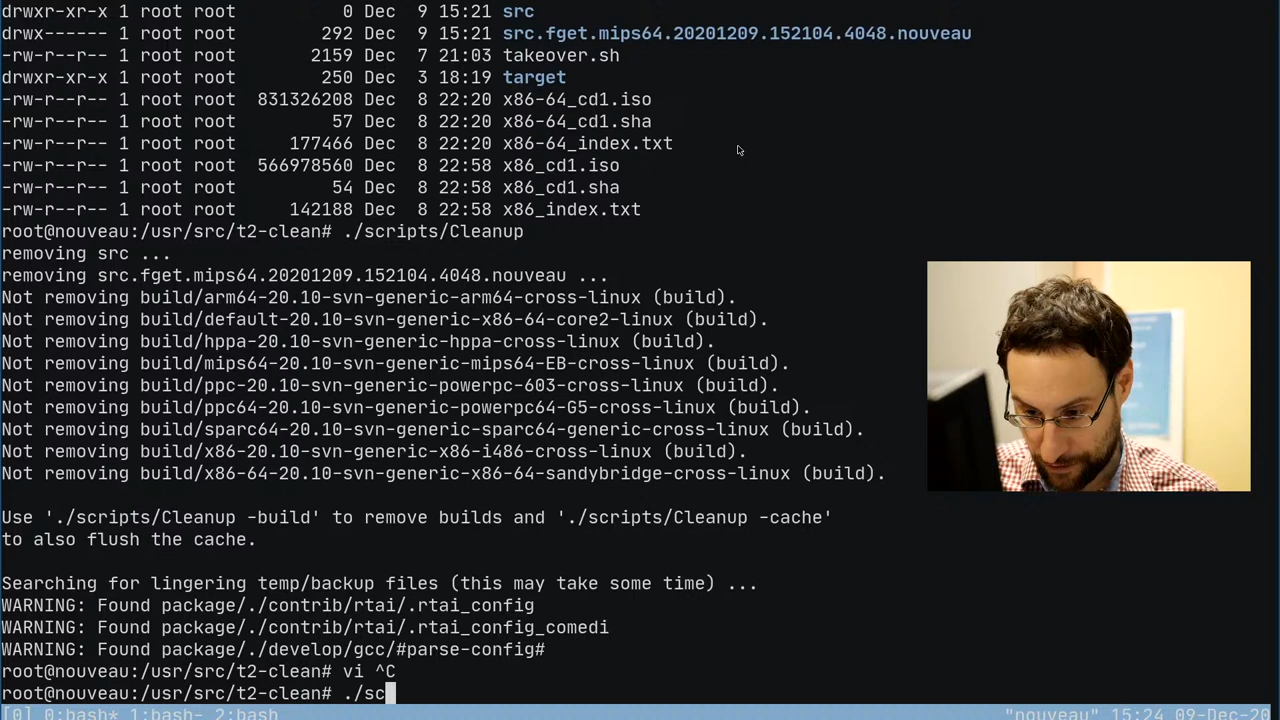 drwxr-xr-x 1 root root          0 Dec  9 15:21 src
drwx------ 1 root root        292 Dec  9 15:21 src.fget.mips64.20201209.152104.4048.nouveau
-rw-r--r-- 1 root root       2159 Dec  7 21:03 takeover.sh
drwxr-xr-x 1 root root        250 Dec  3 18:19 target
-rw-r--r-- 1 root root  831326208 Dec  8 22:20 x86-64_cd1.iso
-rw-r--r-- 1 root root         57 Dec  8 22:20 x86-64_cd1.sha
-rw-r--r-- 1 root root     177466 Dec  8 22:20 x86-64_index.txt
-rw-r--r-- 1 root root  566978560 Dec  8 22:58 x86_cd1.iso
-rw-r--r-- 1 root root         54 Dec  8 22:58 x86_cd1.sha
-rw-r--r-- 1 root root     142188 Dec  8 22:58 x86_index.txt
root@nouveau:/usr/src/t2-clean# ./scripts/Cleanup
removing src ...
removing src.fget.mips64.20201209.152104.4048.nouveau ...
Not removing build/arm64-20.10-svn-generic-arm64-cross-linux (build).
Not removing build/default-20.10-svn-generic-x86-64-core2-linux (build).
Not removing build/hppa-20.10-svn-generic-hppa-cross-linux (build).
Not removing build/mips64-20.10-svn-generic-mips64-EB-cross-linux (build).
Not removing build/ppc-20.10-svn-generic-powerpc-603-cross-linux (build).
Not removing build/ppc64-20.10-svn-generic-powerpc64-G5-cross-linux (build).
Not removing build/sparc64-20.10-svn-generic-sparc64-generic-cross-linux (build).
Not removing build/x86-20.10-svn-generic-x86-i486-cross-linux (build).
Not removing build/x86-64-20.10-svn-generic-x86-64-sandybridge-cross-linux (build).
Use './scripts/Cleanup -build' to remove builds and './scripts/Cleanup -cache'
to also flush the cache.
Searching for lingering temp/backup files (this may take some time) ...
WARNING: Found package/./contrib/rtai/.rtai_config
WARNING: Found package/./contrib/rtai/.rtai_config_comedi
WARNING: Found package/./develop/gcc/#parse-config#
root@nouveau:/usr/src/t2-clean# vi ^C
root@nouveau:/usr/src/t2-clean# ./sc
[0] 0:bash* 1:bash- 2:bash "nouveau" 15:24 09-Dec-20